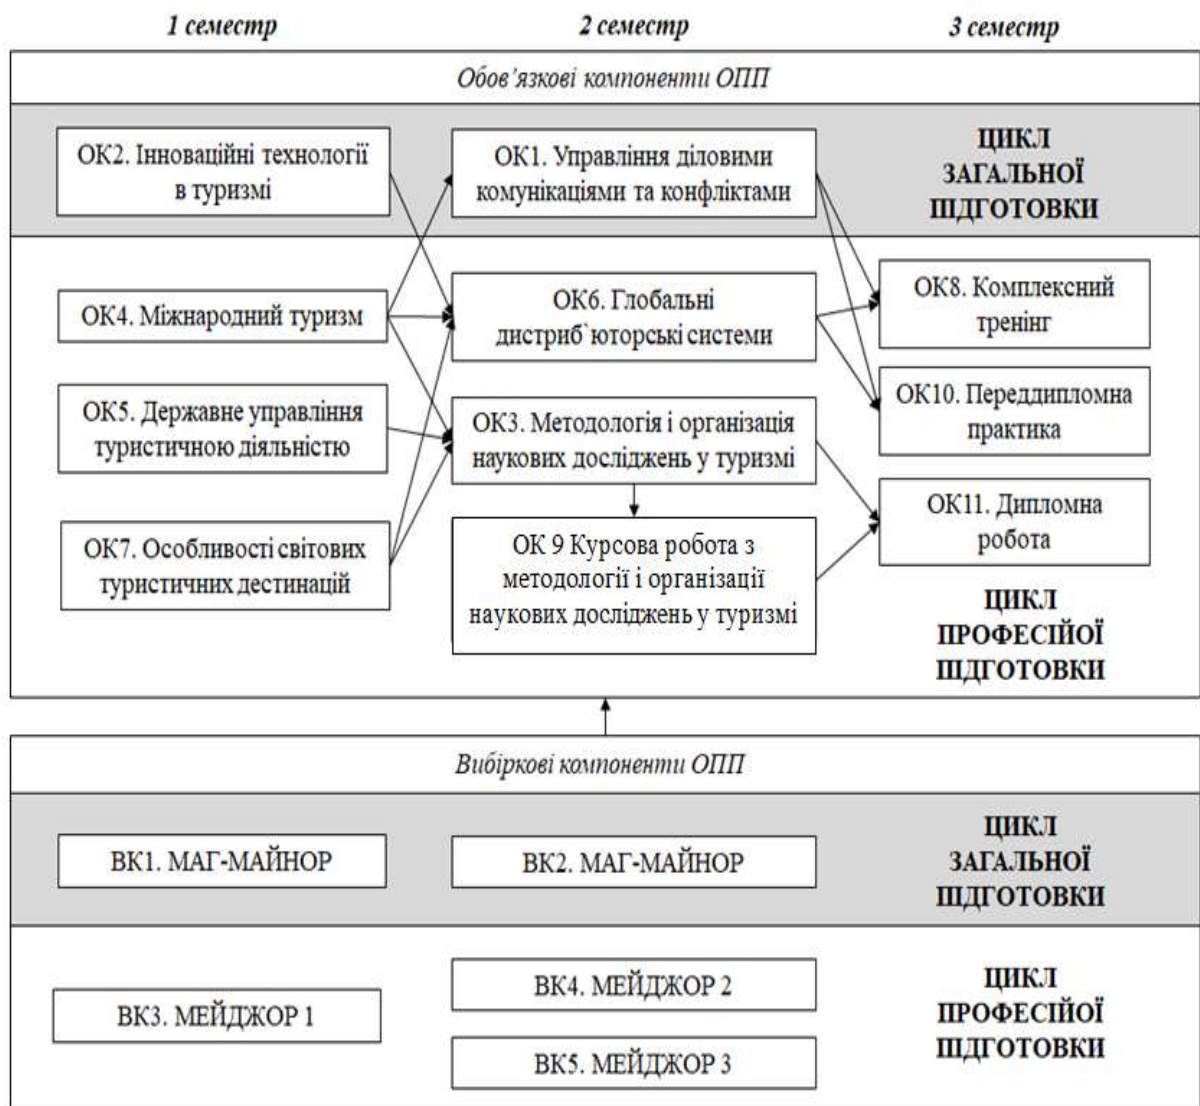 1 семестр
2 семестр
3 семестр
Обов’язкові компоненти ОПП
ОК2. Інноваційні технології
в туризмі
ОК1. Управління діловими
комунікаціями та конфліктами
ЦИКЛ
ЗАГАЛЬНОЇ
ПІДГОТОВКИ
ОК4. Міжнародний туризм
ОК6. Глобальні
дистриб`юторські системи
ОК8. Комплексний
тренінг
ОК5. Державне управління
туристичною діяльністю
ОК3. Методологія і організація
наукових досліджень у туризмі
ОК10. Переддипломна
практика
ОК7. Особливості світових
туристичних дестинацій
ОК 9 Курсова робота з
методології і організації
наукових досліджень у туризмі
ОК11. Дипломна
робота
ЦИКЛ
ПРОФЕСІЙОЇ
ПІДГОТОВКИ
Вибіркові компоненти ОПП
ВК1. МАГ-МАЙНОР
ВК2. МАГ-МАЙНОР
ЦИКЛ
ЗАГАЛЬНОЇ
ПІДГОТОВКИ
ВК3. МЕЙДЖОР 1
ВК4. МЕЙДЖОР 2
ВК5. МЕЙДЖОР 3
ЦИКЛ
ПРОФЕСІЙОЇ
ПІДГОТОВКИ